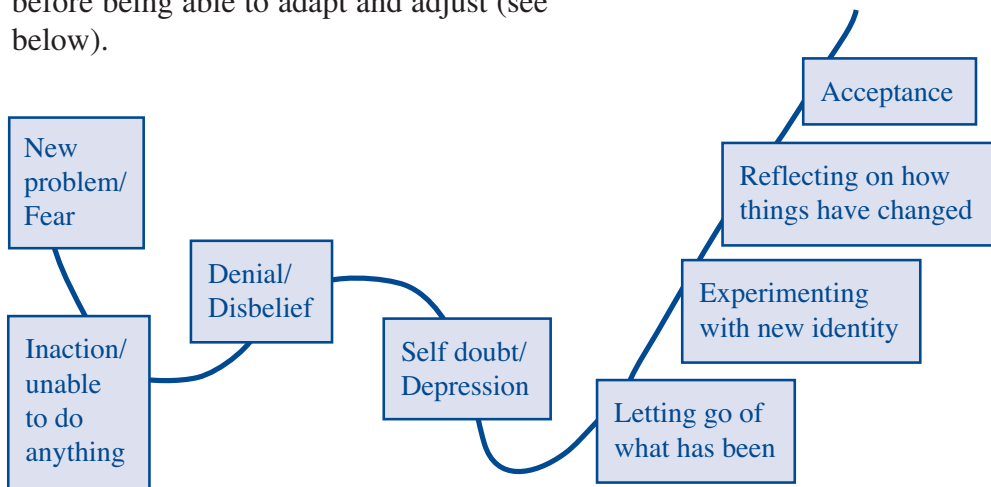 before being able to adapt and adjust (see
below).
New
problem/
Fear
Inaction/
unable
to do
anything
Denial/
Disbelief
Self doubt/
Depression
Letting go of
what has been
Experimenting
with new identity
Reflecting on how
things have changed
Acceptance